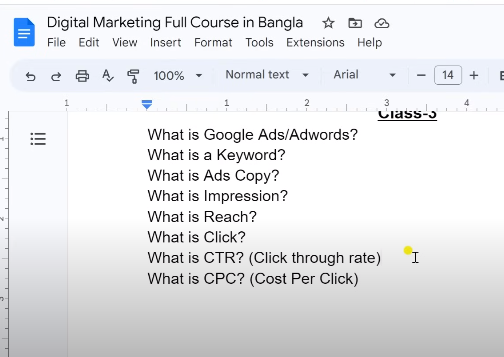 Digital Marketing Full Course in Bangla
File Edit View Insert Format Tools Extensions Help
100% Normal text Arial 14
1 1 2 3 4
Class-3
What is Google Ads/Adwords?
What is a Keyword?
What is Ads Copy?
What is Impression?
What is Reach?
What is Click?
What is CTR? (Click through rate)
What is CPC? (Cost Per Click)